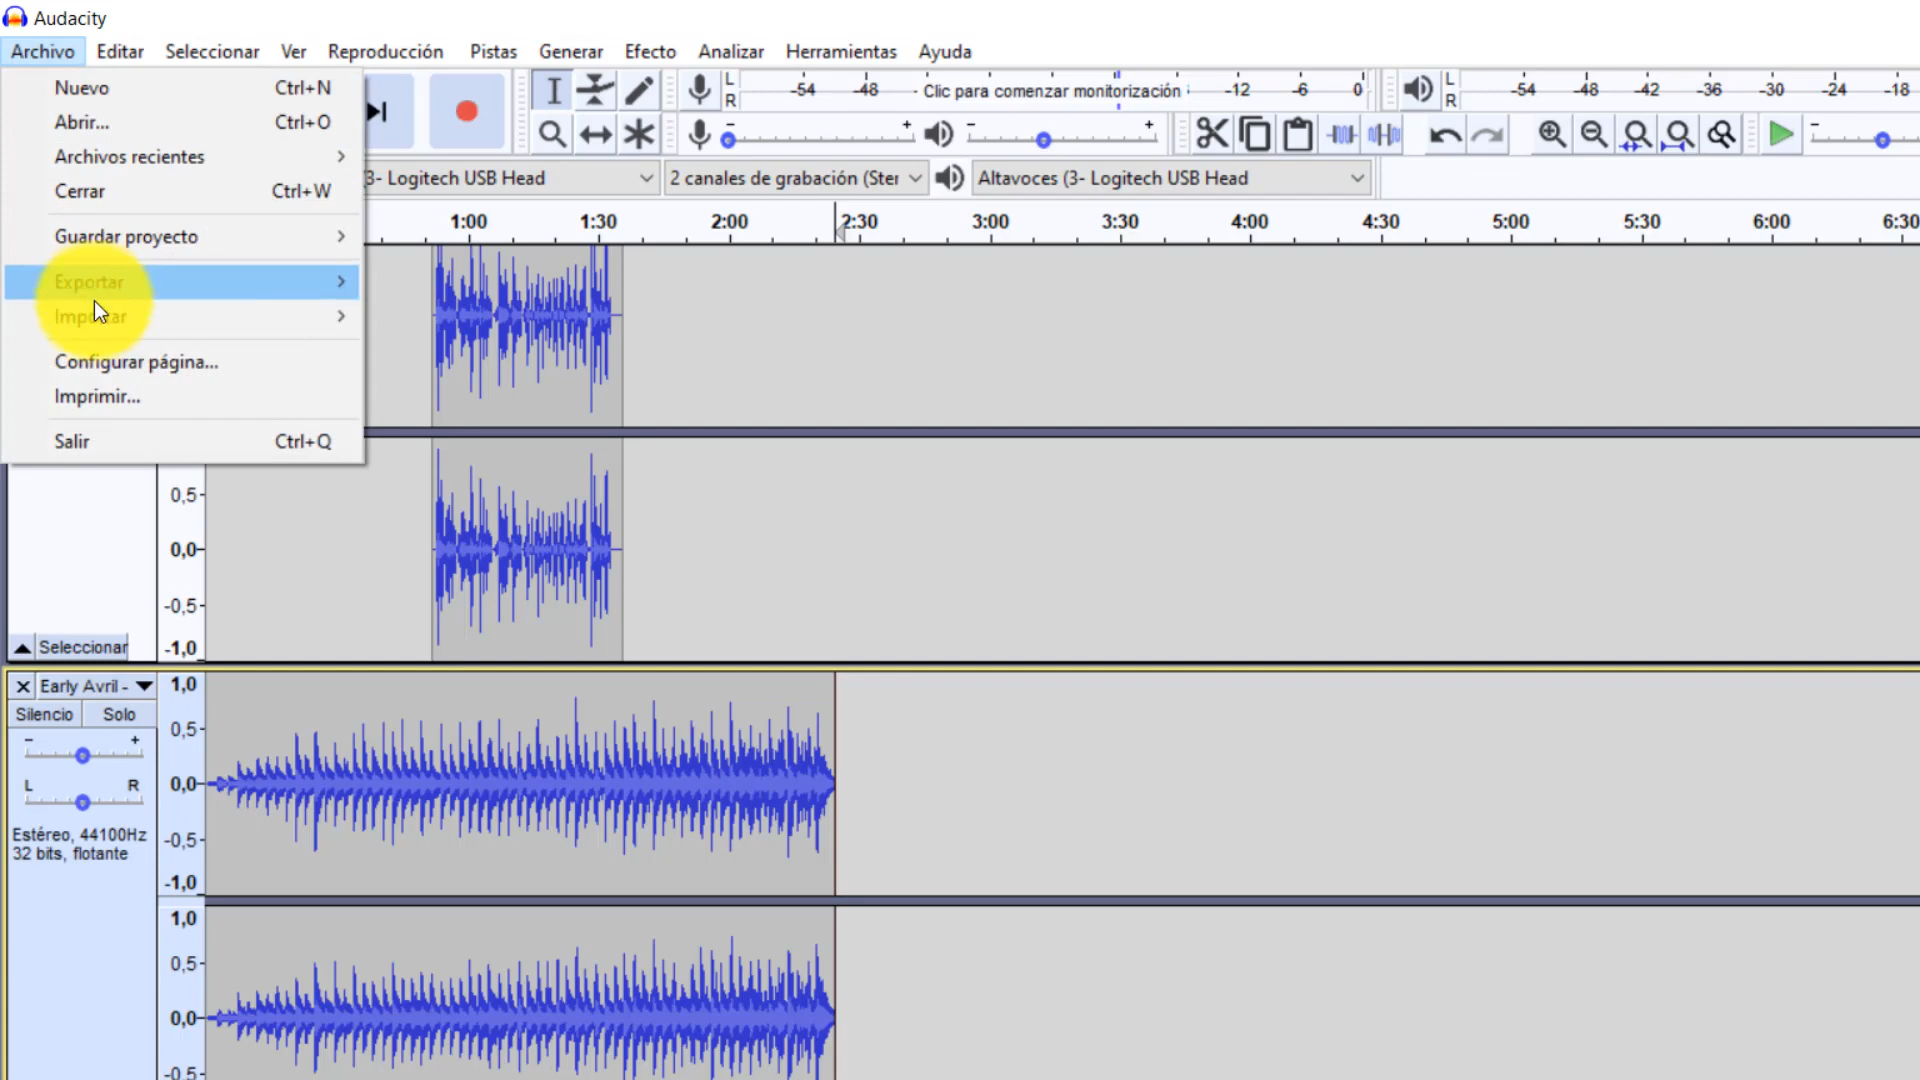 Audacity
Archivo Editar Seleccionar Ver Reproducción Pistas Generar Efecto Analizar Herramientas Ayuda
Nuevo Ctrl+N
Abrir... Ctrl+O
Archivos recientes
Cerrar Ctrl+W
Guardar proyecto
Exportar
Importar
Configurar página...
Imprimir...
Salir Ctrl+Q
L
R
-54 -48 - Clic para comenzar monitorización -12 -6 0
L
R
-54 -48 -42 -36 -30 -24 -18
- + - + -
(3- Logitech USB Head
2 canales de grabación (Ster
Altavoces (3- Logitech USB Head
1:00 1:30 2:00 2:30 3:00 3:30 4:00 4:30 5:00 5:30 6:00 6:30
0,5-
0,0-
-0,5-
-1,0
Seleccionar
Early Avril -
Silencio Solo
- +
L R
Estéreo, 44100Hz
32 bits, flotante
1,0
0,5-
0,0-
-0,5-
-1,0
1,0
0,5-
0,0-
-0,5-